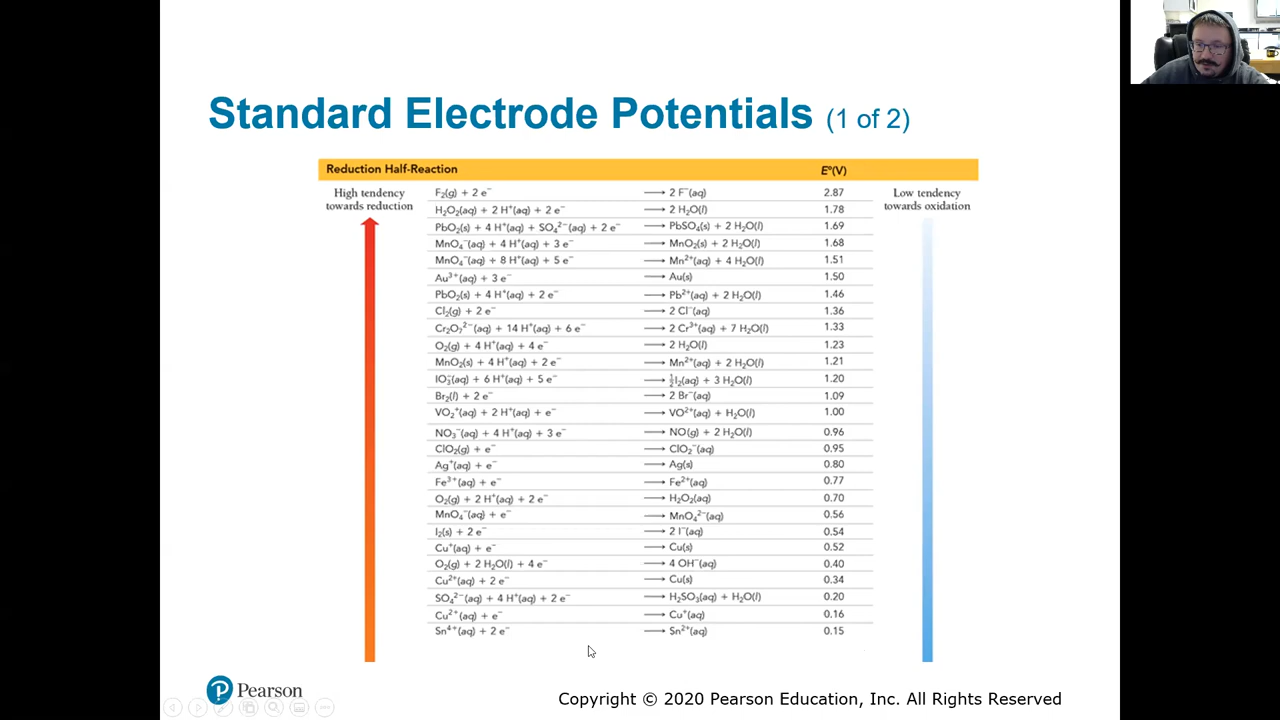 Standard Electrode Potentials (1 of 2)
Reduction Half-Reaction E°(V)
High tendency
towards reduction
Low tendency
towards oxidation
F₂(g) + 2 e⁻ ⟶ 2 F⁻(aq) 2.87
H₂O₂(aq) + 2 H⁺(aq) + 2 e⁻ ⟶ 2 H₂O(l) 1.78
PbO₂(s) + 4 H⁺(aq) + SO₄²⁻(aq) + 2 e⁻ ⟶ PbSO₄(s) + 2 H₂O(l) 1.69
MnO₄⁻(aq) + 4 H⁺(aq) + 3 e⁻ ⟶ MnO₂(s) + 2 H₂O(l) 1.68
MnO₄⁻(aq) + 8 H⁺(aq) + 5 e⁻ ⟶ Mn²⁺(aq) + 4 H₂O(l) 1.51
Au³⁺(aq) + 3 e⁻ ⟶ Au(s) 1.50
PbO₂(s) + 4 H⁺(aq) + 2 e⁻ ⟶ Pb²⁺(aq) + 2 H₂O(l) 1.46
Cl₂(g) + 2 e⁻ ⟶ 2 Cl⁻(aq) 1.36
Cr₂O₇²⁻(aq) + 14 H⁺(aq) + 6 e⁻ ⟶ 2 Cr³⁺(aq) + 7 H₂O(l) 1.33
O₂(g) + 4 H⁺(aq) + 4 e⁻ ⟶ 2 H₂O(l) 1.23
MnO₂(s) + 4 H⁺(aq) + 2 e⁻ ⟶ Mn²⁺(aq) + 2 H₂O(l) 1.21
IO₃⁻(aq) + 6 H⁺(aq) + 5 e⁻ ⟶ ½I₂(aq) + 3 H₂O(l) 1.20
Br₂(l) + 2 e⁻ ⟶ 2 Br⁻(aq) 1.09
VO₂⁺(aq) + 2 H⁺(aq) + e⁻ ⟶ VO²⁺(aq) + H₂O(l) 1.00
NO₃⁻(aq) + 4 H⁺(aq) + 3 e⁻ ⟶ NO(g) + 2 H₂O(l) 0.96
ClO₂(g) + e⁻ ⟶ ClO₂⁻(aq) 0.95
Ag⁺(aq) + e⁻ ⟶ Ag(s) 0.80
Fe³⁺(aq) + e⁻ ⟶ Fe²⁺(aq) 0.77
O₂(g) + 2 H⁺(aq) + 2 e⁻ ⟶ H₂O₂(aq) 0.70
MnO₄⁻(aq) + e⁻ ⟶ MnO₄²⁻(aq) 0.56
I₂(s) + 2 e⁻ ⟶ 2 I⁻(aq) 0.54
Cu⁺(aq) + e⁻ ⟶ Cu(s) 0.52
O₂(g) + 2 H₂O(l) + 4 e⁻ ⟶ 4 OH⁻(aq) 0.40
Cu²⁺(aq) + 2 e⁻ ⟶ Cu(s) 0.34
SO₄²⁻(aq) + 4 H⁺(aq) + 2 e⁻ ⟶ H₂SO₃(aq) + H₂O(l) 0.20
Cu²⁺(aq) + e⁻ ⟶ Cu⁺(aq) 0.16
Sn⁴⁺(aq) + 2 e⁻ ⟶ Sn²⁺(aq) 0.15
P Pearson
Copyright © 2020 Pearson Education, Inc. All Rights Reserved